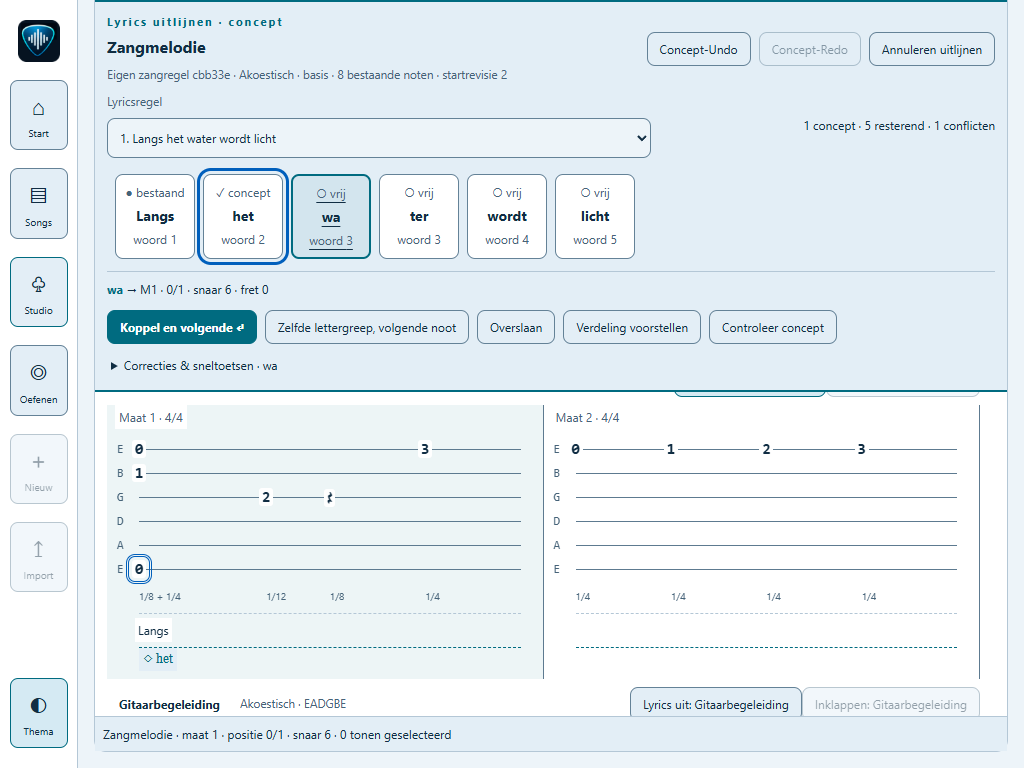 Lyrics uitlijnen · concept
Zangmelodie
Eigen zangregel cbb33e · Akoestisch · basis · 8 bestaande noten · startrevisie 2
Concept-Undo
Concept-Redo
Annuleren uitlijnen
Lyricsregel
1. Langs het water wordt licht
1 concept · 5 resterend · 1 conflicten
● bestaand
Langs
woord 1
✓ concept
het
woord 2
○ vrij
wa
woord 3
○ vrij
ter
woord 3
○ vrij
wordt
woord 4
○ vrij
licht
woord 5
wa → M1 · 0/1 · snaar 6 · fret 0
Koppel en volgende ↵
Zelfde lettergreep, volgende noot
Overslaan
Verdeling voorstellen
Controleer concept
▶ Correcties & sneltoetsen · wa
Start
Songs
Studio
Oefenen
Nieuw
Import
Thema
Maat 1 · 4/4
E 0 3
B 1
G 2 𝄽
D
A
E 0
1/8 + 1/4 1/12 1/8 1/4
Langs
◇ het
Maat 2 · 4/4
E 0 1 2 3
B
G
D
A
E
1/4 1/4 1/4 1/4
Gitaarbegeleiding
Akoestisch · EADGBE
Lyrics uit: Gitaarbegeleiding
Inklappen: Gitaarbegeleiding
Zangmelodie · maat 1 · positie 0/1 · snaar 6 · 0 tonen geselecteerd